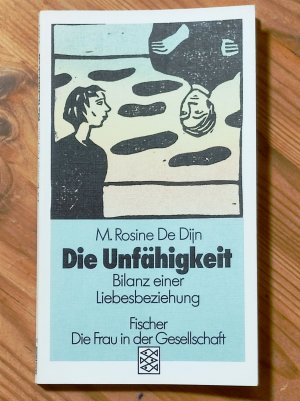 M. Rosine De Dijn
Die Unfähigkeit
Bilanz einer
Liebesbeziehung
Fischer
Die Frau in der Gesellschaft